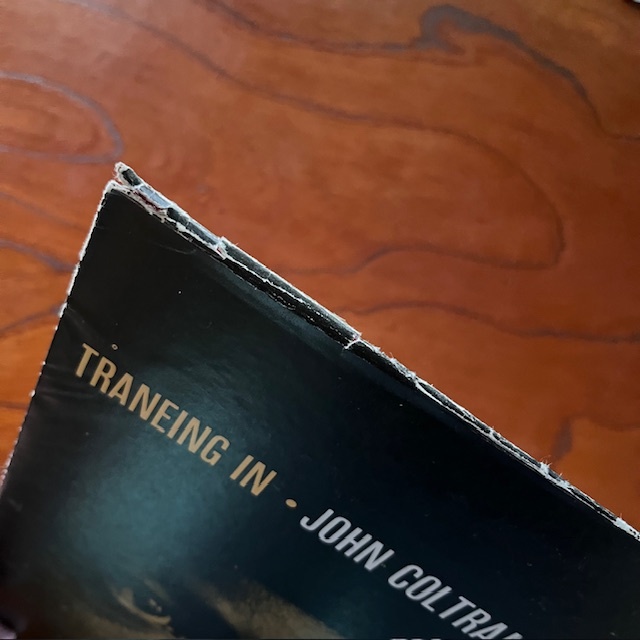 TRANEING IN • JOHN COLTRA